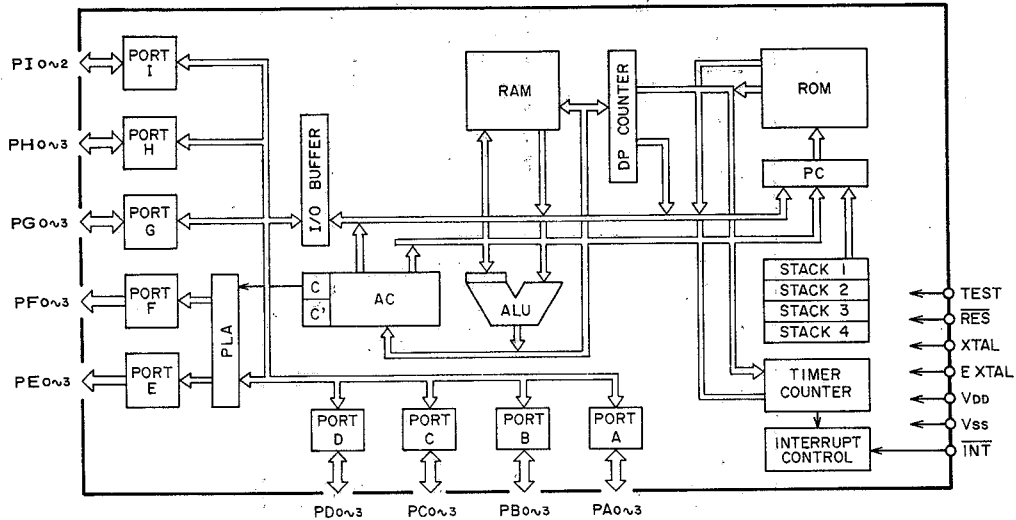 PI0~2
PORT I
PH0~3
PORT H
PG0~3
PORT G
PF0~3
PORT F
PE0~3
PORT E
PLA
I/O BUFFER
C
C'
AC
RAM
ALU
DP COUNTER
ROM
PC
STACK 1
STACK 2
STACK 3
STACK 4
TIMER
COUNTER
INTERRUPT
CONTROL
TEST
R̅E̅S̅
XTAL
EXTAL
VDD
VSS
I̅N̅T̅
PORT D
PORT C
PORT B
PORT A
PD0~3
PC0~3
PB0~3
PA0~3